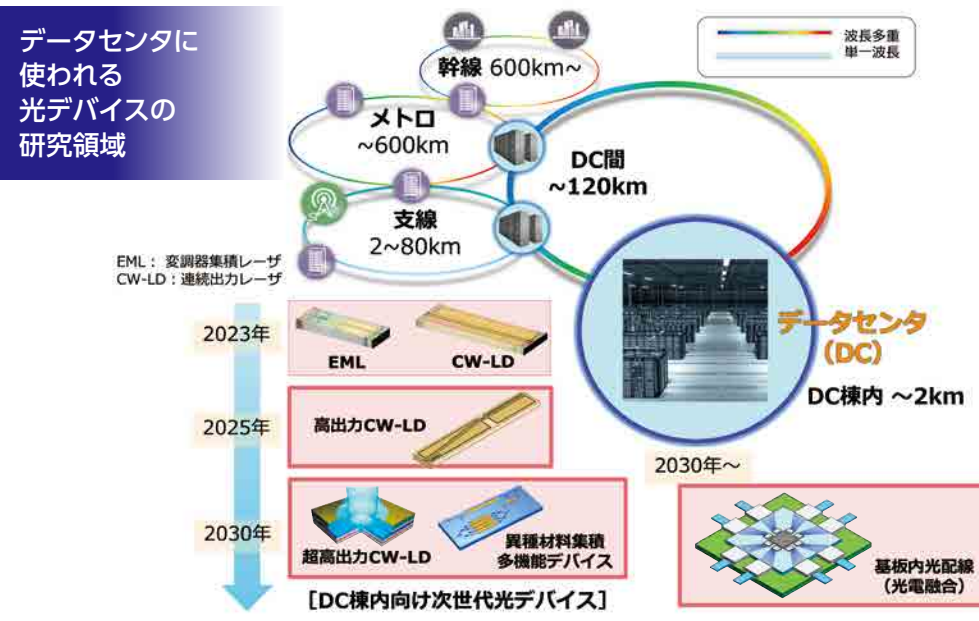 データセンタに
使われる
光デバイスの
研究領域
波長多重
単一波長
幹線 600km~
メトロ
~600km
DC間
~120km
支線
2~80km
EML： 変調器集積レーザ
CW-LD：連続出力レーザ
データセンタ
（DC）
DC棟内 ～2km
2023年
EML
CW-LD
2025年
高出力CW-LD
2030年～
2030年
超高出力CW-LD
異種材料集積
多機能デバイス
基板内光配線
（光電融合）
［DC棟内向け次世代光デバイス］